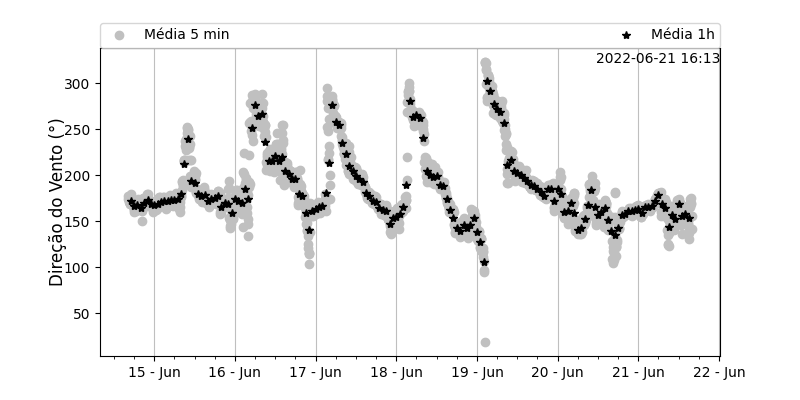 Média 5 min
Média 1h
2022-06-21 16:13
Direção do Vento (°)
300
250
200
150
100
50
15 - Jun
16 - Jun
17 - Jun
18 - Jun
19 - Jun
20 - Jun
21 - Jun
22 - Jun